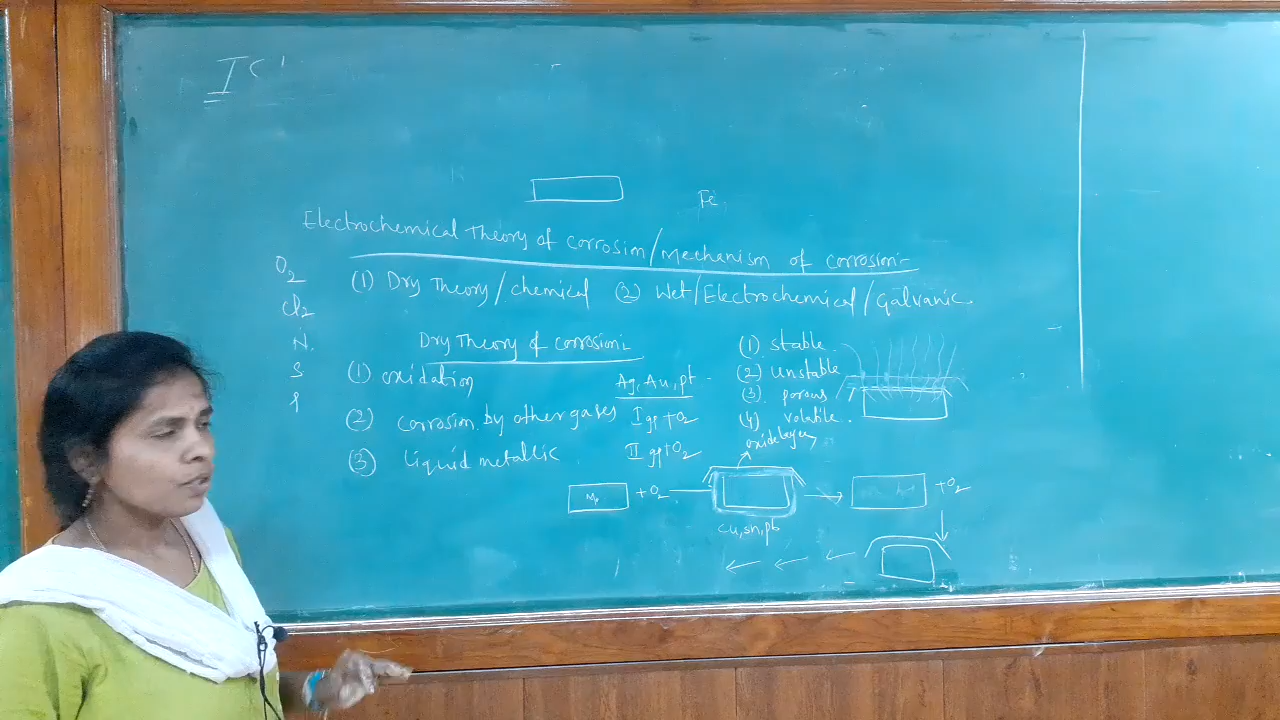 I
Fe
Electrochemical Theory of corrosion/Mechanism of corrosion:-
O2
Cl2
N.
S
(1) Dry Theory/chemical (2) Wet/Electrochemical/galvanic
Dry Theory of corrosion:-
(1) oxidation
(2) corrosion by other gases
(3) liquid metallic
Ag, Au, pt
I gp + O2
II gp + O2
(1) stable
(2) unstable
(3) porous
(4) volatile
oxide layer
+ O2
Cu, sn, pb
+ O2